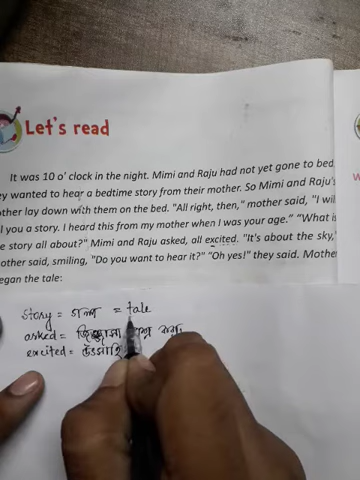 Let's read
It was 10 o' clock in the night. Mimi and Raju had not yet gone to bed
ey wanted to hear a bedtime story from their mother. So Mimi and Raju's
other lay down with them on the bed. "All right, then," mother said, "I wil
l you a story. I heard this from my mother when I was your age." "What is
e story all about?" Mimi and Raju asked, all excited. "It's about the sky,"
other said, smiling, "Do you want to hear it?" "Oh yes!" they said. Mother
egan the tale:
story = গল্প = tale
asked = জিজ্ঞাসা করা
excited =